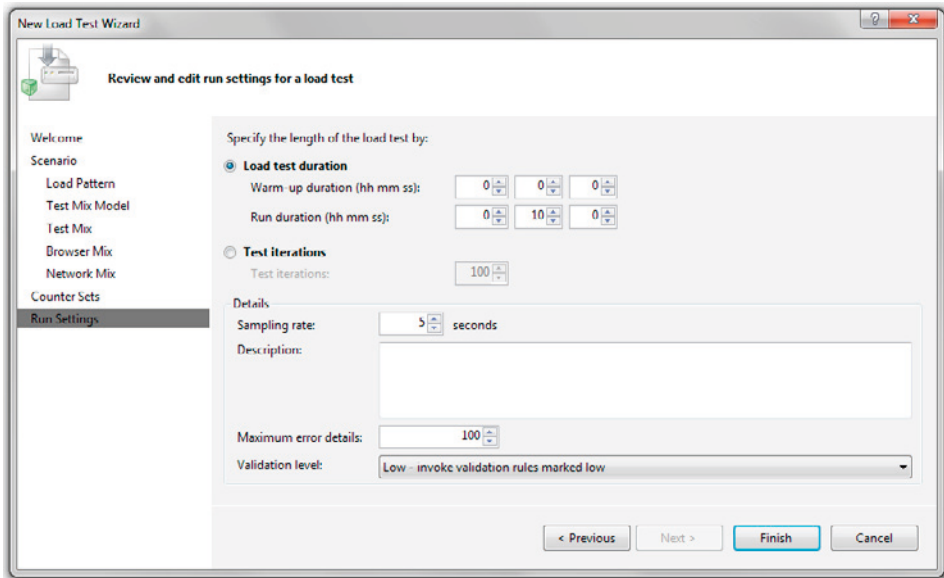 New Load Test Wizard
Review and edit run settings for a load test
Welcome
Scenario
Load Pattern
Test Mix Model
Test Mix
Browser Mix
Network Mix
Counter Sets
Run Settings
Specify the length of the load test by:
Load test duration
Warm-up duration (hh mm ss): 0 0 0
Run duration (hh mm ss): 0 10 0
Test iterations
Test iterations: 100
Details
Sampling rate: 5 seconds
Description:
Maximum error details: 100
Validation level: Low - invoke validation rules marked low
< Previous Next > Finish Cancel